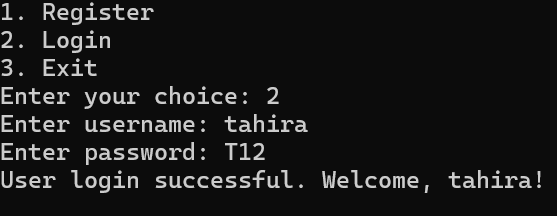 1. Register
2. Login
3. Exit
Enter your choice: 2
Enter username: tahira
Enter password: T12
User login successful. Welcome, tahira!